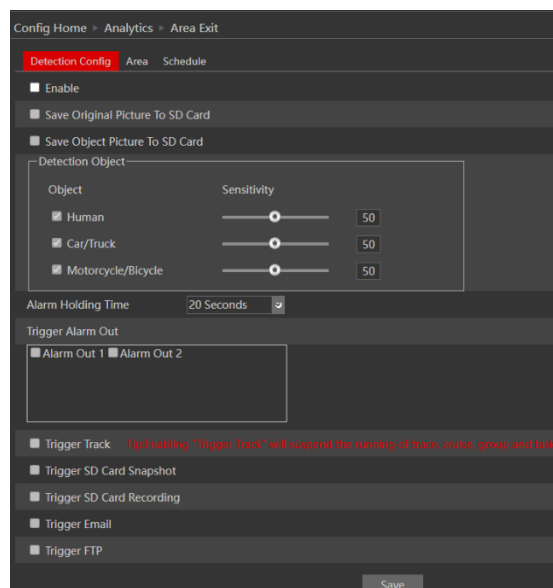 Config Home ▸ Analytics ▸ Area Exit
Detection Config Area Schedule
Enable
Save Original Picture To SD Card
Save Object Picture To SD Card
Detection Object
Object Sensitivity
Human 50
Car/Truck 50
Motorcycle/Bicycle 50
Alarm Holding Time 20 Seconds
Trigger Alarm Out
Alarm Out 1 Alarm Out 2
Trigger Track Tip:Enabling "Trigger Track" will suspend the running of trace, cruise, group and
Trigger SD Card Snapshot
Trigger SD Card Recording
Trigger Email
Trigger FTP
Save